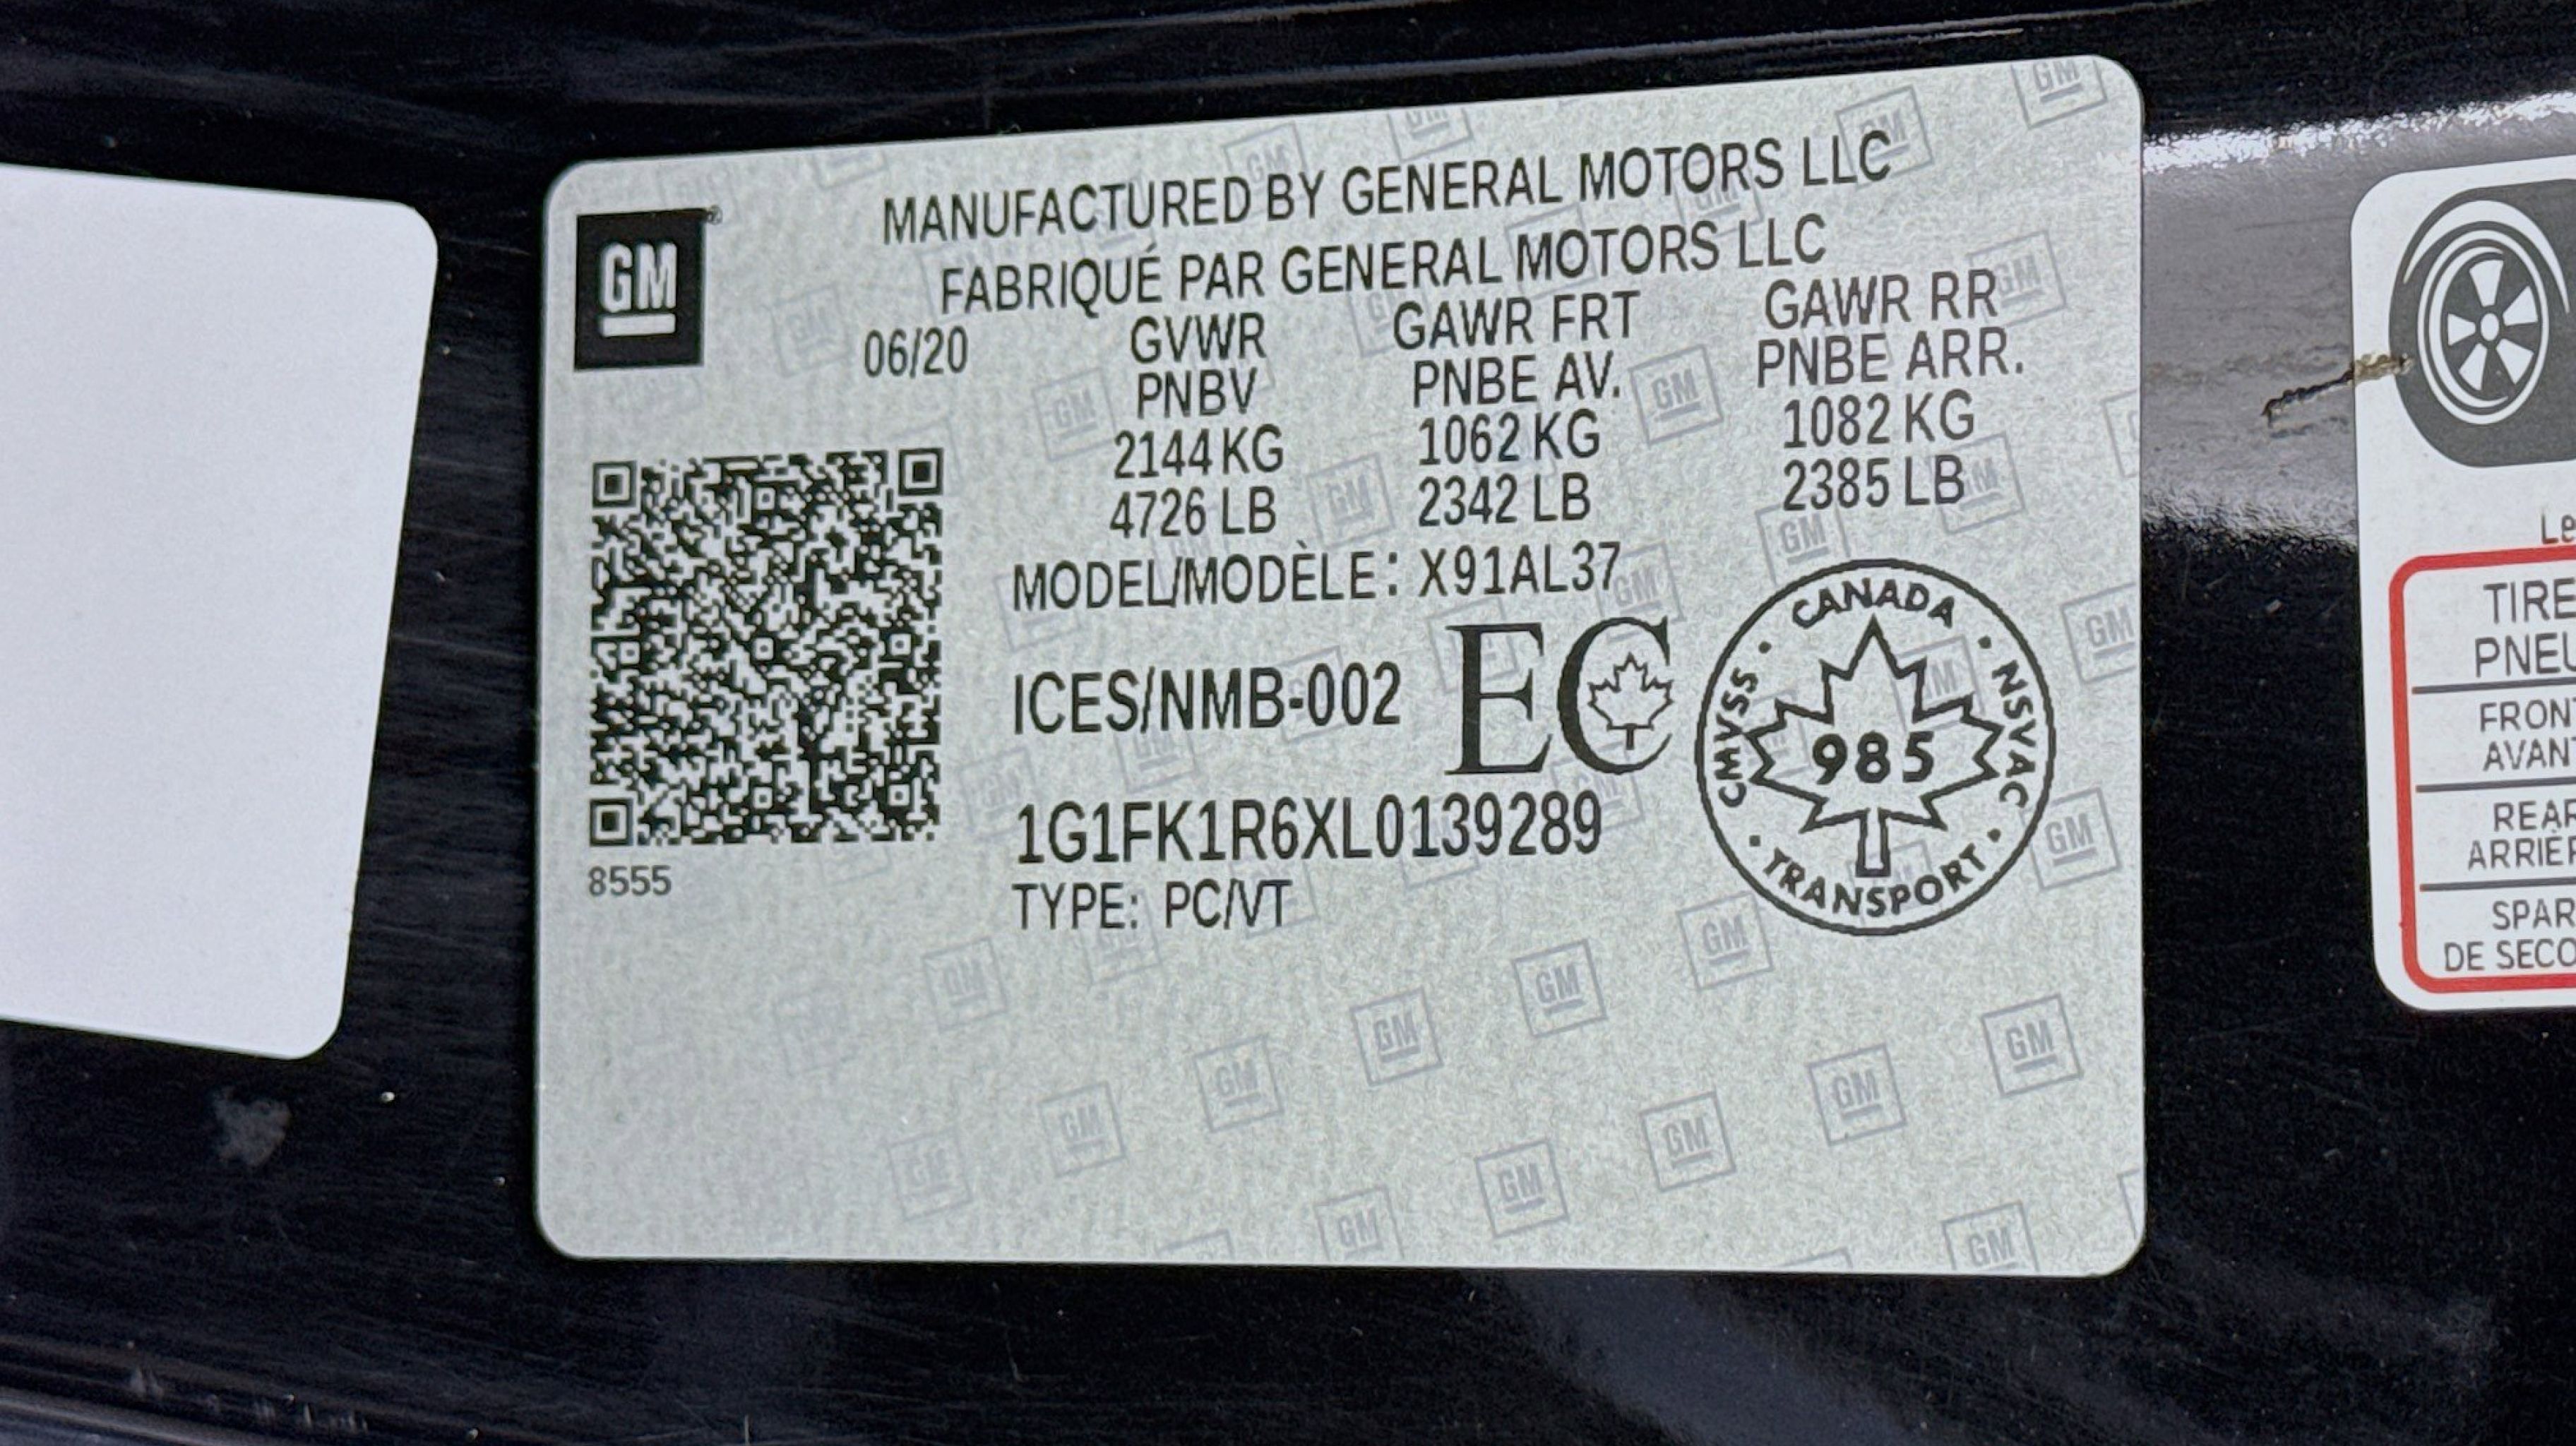 GM
MANUFACTURED BY GENERAL MOTORS LLC
FABRIQUÉ PAR GENERAL MOTORS LLC
06/20 GVWR GAWR FRT GAWR RR
PNBV PNBE AV. PNBE ARR.
2144 KG 1062 KG 1082 KG
4726 LB 2342 LB 2385 LB
MODEL/MODÈLE: X91AL37
ICES/NMB-002 EC
1G1FK1R6XL0139289
TYPE: PC/VT
8555
CANADA
CMVSS · NSVAC
985
TRANSPORT
Le
TIRE
PNEU
FRONT
AVANT
REAR
ARRIÈR
SPAR
DE SECO